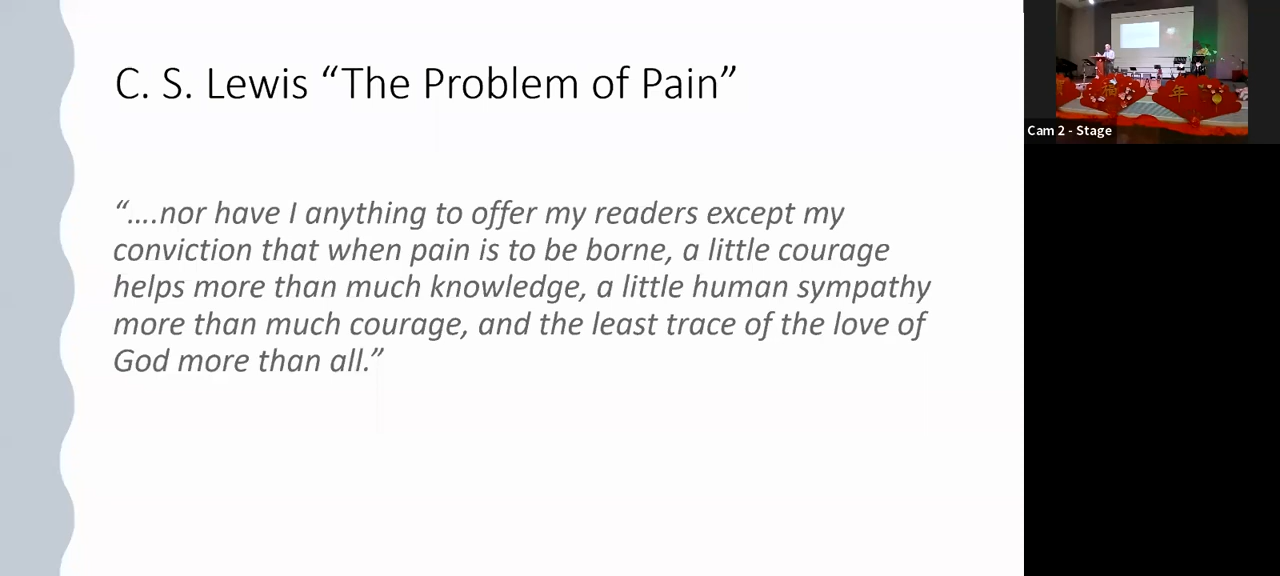 C. S. Lewis “The Problem of Pain”
“....nor have I anything to offer my readers except my
conviction that when pain is to be borne, a little courage
helps more than much knowledge, a little human sympathy
more than much courage, and the least trace of the love of
God more than all.”
福
年
Cam 2 - Stage